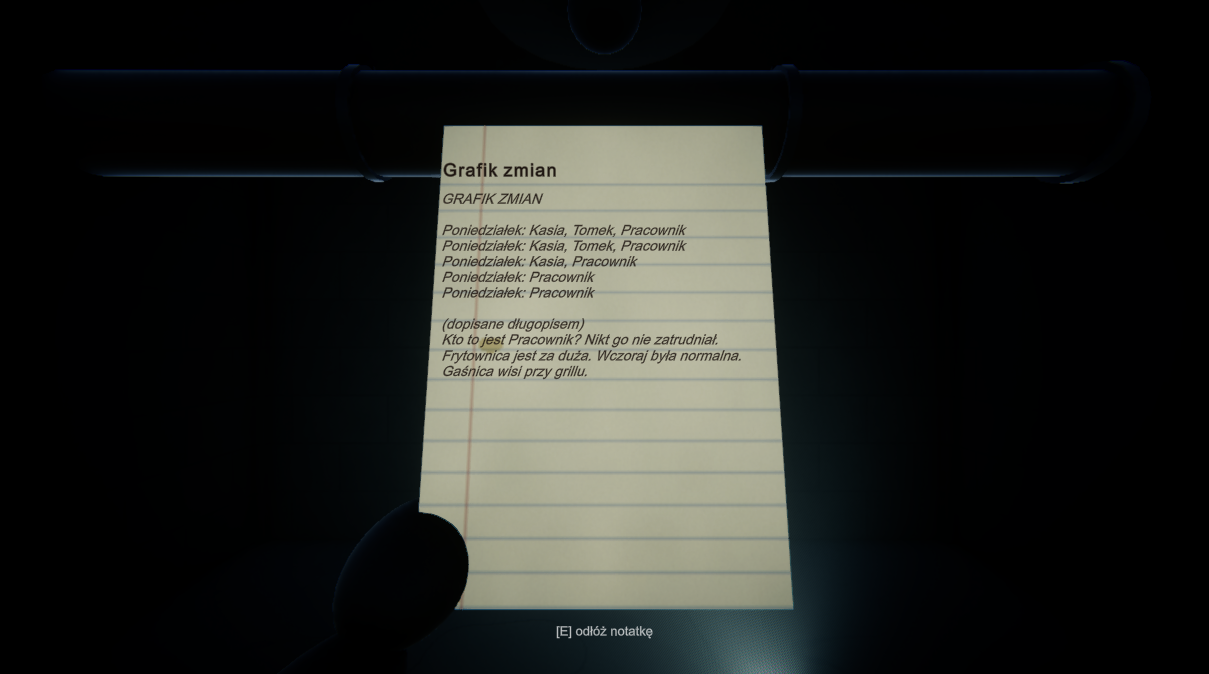 Grafik zmian
GRAFIK ZMIAN
Poniedziałek: Kasia, Tomek, Pracownik
Poniedziałek: Kasia, Tomek, Pracownik
Poniedziałek: Kasia, Pracownik
Poniedziałek: Pracownik
Poniedziałek: Pracownik
(dopisane długopisem)
Kto to jest Pracownik? Nikt go nie zatrudniał.
Frytownica jest za duża. Wczoraj była normalna.
Gaśnica wisi przy grillu.
[E] odłóż notatkę